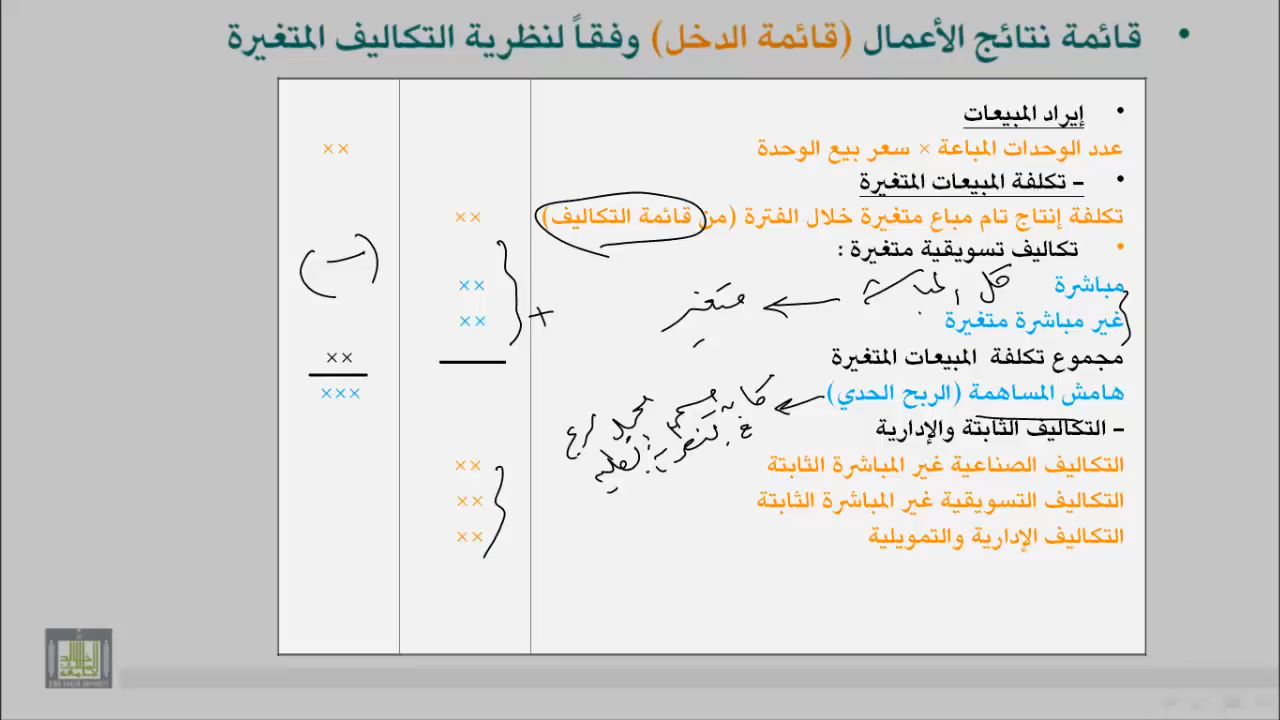 • قائمة نتائج الأعمال (قائمة الدخل) وفقاً لنظرية التكاليف المتغيرة
• إيراد المبيعات
عدد الوحدات المباعة × سعر بيع الوحدة ××
• – تكلفة المبيعات المتغيرة
تكلفة إنتاج تام مباع متغيرة خلال الفترة (من قائمة التكاليف) ××
• تكاليف تسويقية متغيرة :
(–)
مباشرة كل المباشرة ← متغير ××
غير مباشرة متغيرة + ××
مجموع تكلفة المبيعات المتغيرة ××
هامش المساهمة (الربح الحدي) ← ×××
– التكاليف الثابتة والإدارية
التكاليف الصناعية غير المباشرة الثابتة ××
التكاليف التسويقية غير المباشرة الثابتة ××
التكاليف الإدارية والتمويلية ××